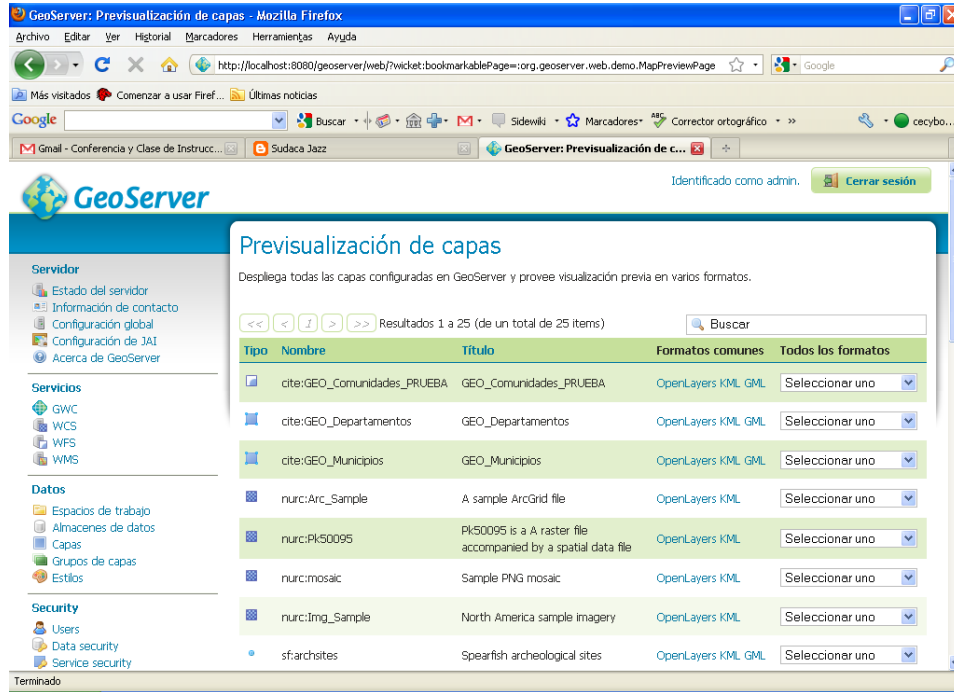 GeoServer: Previsualización de capas - Mozilla Firefox
Archivo Editar Ver Historial Marcadores Herramientas Ayuda
http://localhost:8080/geoserver/web/?wicket:bookmarkablePage=:org.geoserver.web.demo.MapPreviewPage Google
Más visitados Comenzar a usar Firef... Últimas noticias
Google Buscar Sidewiki Marcadores ABC Corrector ortográfico » cecybo...
Gmail - Conferencia y Clase de Instrucc... Sudaca Jazz GeoServer: Previsualización de c...
GeoServer
Identificado como admin. Cerrar sesión
Previsualización de capas
Despliega todas las capas configuradas en GeoServer y provee visualización previa en varios formatos.
<< < 1 > >> Resultados 1 a 25 (de un total de 25 items) Buscar
Tipo Nombre Título Formatos comunes Todos los formatos
cite:GEO_Comunidades_PRUEBA GEO_Comunidades_PRUEBA OpenLayers KML GML Seleccionar uno
cite:GEO_Departamentos GEO_Departamentos OpenLayers KML GML Seleccionar uno
cite:GEO_Municipios GEO_Municipios OpenLayers KML GML Seleccionar uno
nurc:Arc_Sample A sample ArcGrid file OpenLayers KML Seleccionar uno
nurc:Pk50095 Pk50095 is a A raster file accompanied by a spatial data file OpenLayers KML Seleccionar uno
nurc:mosaic Sample PNG mosaic OpenLayers KML Seleccionar uno
nurc:Img_Sample North America sample imagery OpenLayers KML Seleccionar uno
sf:archsites Spearfish archeological sites OpenLayers KML GML Seleccionar uno
Servidor
Estado del servidor
Información de contacto
Configuración global
Configuración de JAI
Acerca de GeoServer
Servicios
GWC
WCS
WFS
WMS
Datos
Espacios de trabajo
Almacenes de datos
Capas
Grupos de capas
Estilos
Security
Users
Data security
Service security
Terminado